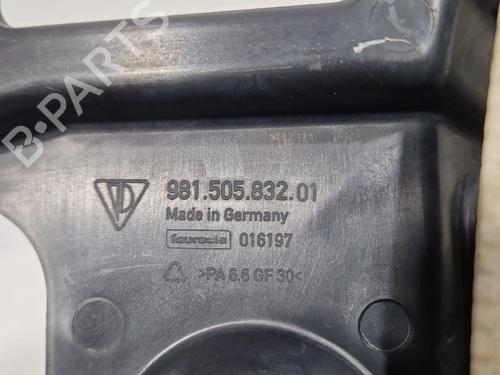 B-PARTS
981.505.832.01
Made in Germany
faurecia 016197
>PA 6.6 GF 30<